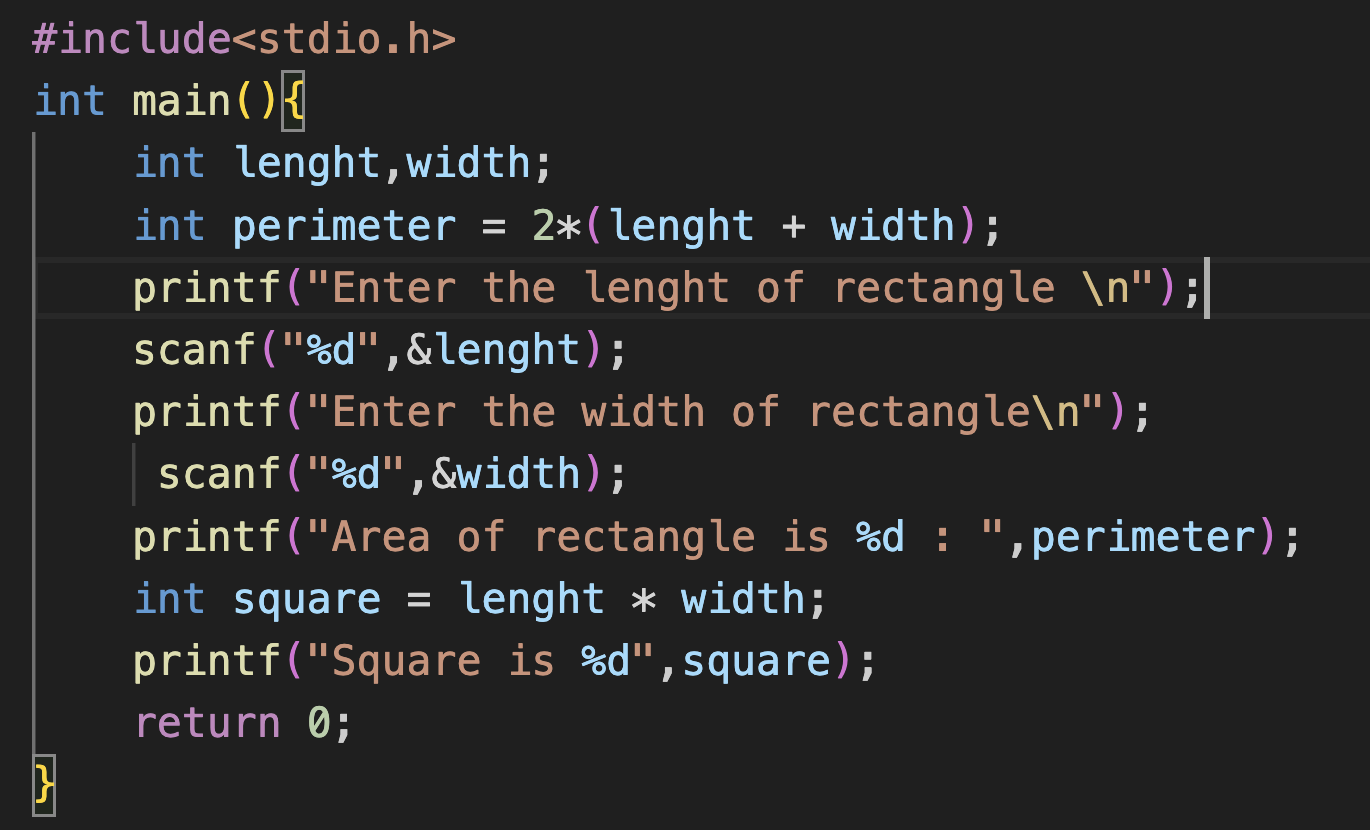 #include<stdio.h>
int main(){
    int lenght,width;
    int perimeter = 2*(lenght + width);
    printf("Enter the lenght of rectangle \n");
    scanf("%d",&lenght);
    printf("Enter the width of rectangle\n");
     scanf("%d",&width);
    printf("Area of rectangle is %d : ",perimeter);
    int square = lenght * width;
    printf("Square is %d",square);
    return 0;
}